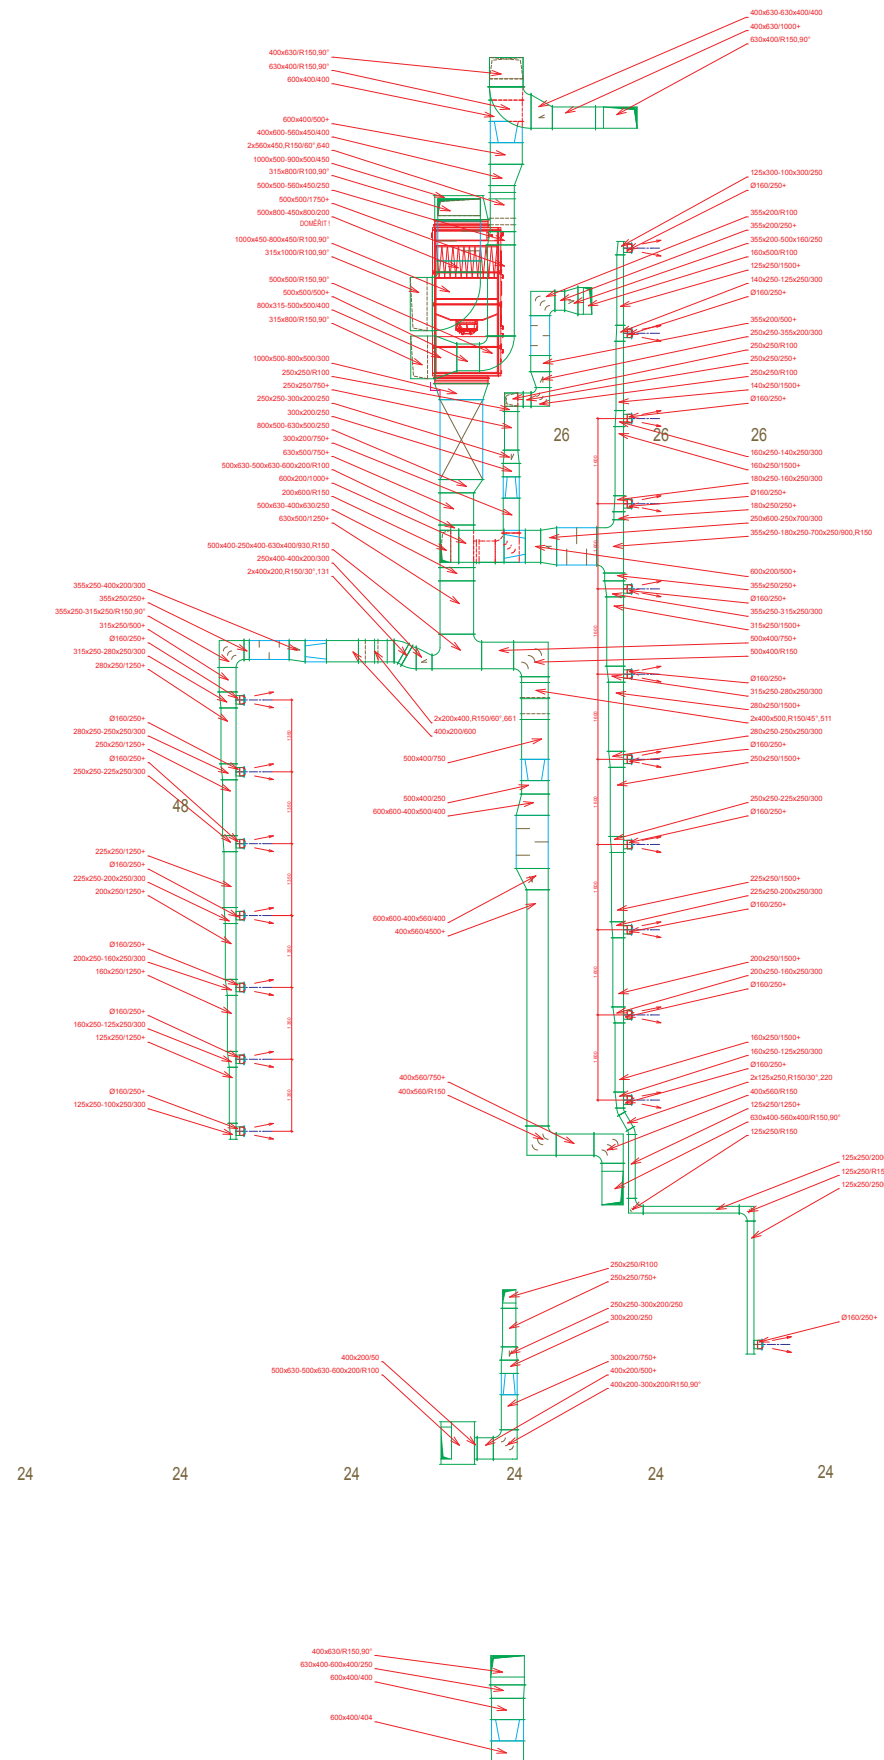 400x630-630x400/400
400x630/1000+
630x400/R150,90°
400x630/R150,90°
630x400/R150,90°
600x400/400
600x400/500+
400x600-560x450/400
2x560x450,R150/60°,640
1000x500-900x500/450
315x800/R100,90°
500x500-560x450/250
500x500/1750+
500x800-450x800/200
DOMĚŘIT !
1000x450-800x450/R100,90°
315x1000/R100,90°
500x500/R150,90°
500x500/500+
800x315-500x500/400
315x800/R150,90°
1000x500-800x500/300
250x250/R100
250x250/750+
250x250-300x200/250
300x200/250
800x500-630x500/250
300x200/750+
630x500/750+
500x630-500x630-600x200/R100
600x200/1000+
200x600/R150
500x630-400x630/250
630x500/1250+
500x400-250x400-630x400/930,R150
250x400-400x200/300
2x400x200,R150/30°,131
125x300-100x300/250
Ø160/250+
355x200/R100
355x200/250+
355x200-500x160/250
160x500/R100
125x250/1500+
140x250-125x250/300
Ø160/250+
355x200/500+
250x250-355x200/300
250x250/R100
250x250/250+
250x250/R100
140x250/1500+
Ø160/250+
26
26
26
160x250-140x250/300
160x250/1500+
180x250-160x250/300
Ø160/250+
180x250/250+
250x600-250x700/300
355x250-180x250-700x250/900,R150
600x200/500+
355x250/250+
Ø160/250+
355x250-315x250/300
315x250/1500+
500x400/750+
500x400/R150
Ø160/250+
315x250-280x250/300
280x250/1500+
2x400x500,R150/45°,511
280x250-250x250/300
Ø160/250+
250x250/1500+
250x250-225x250/300
Ø160/250+
225x250/1500+
225x250-200x250/300
Ø160/250+
200x250/1500+
200x250-160x250/300
Ø160/250+
160x250/1500+
160x250-125x250/300
Ø160/250+
2x125x250,R150/30°,220
400x560/R150
125x250/1250+
630x400-560x400/R150,90°
125x250/R150
355x250-400x200/300
355x250/250+
355x250-315x250/R150,90°
315x250/500+
Ø160/250+
315x250-280x250/300
280x250/1250+
Ø160/250+
280x250-250x250/300
250x250/1250+
Ø160/250+
250x250-225x250/300
48
225x250/1250+
Ø160/250+
225x250-200x250/300
200x250/1250+
Ø160/250+
200x250-160x250/300
160x250/1250+
Ø160/250+
160x250-125x250/300
125x250/1250+
Ø160/250+
125x250-100x250/300
2x200x400,R150/60°,661
400x200/600
500x400/750
500x400/250
600x600-400x500/400
600x600-400x560/400
400x560/4500+
400x560/750+
400x560/R150
125x250/200
125x250/R15
125x250/250
Ø160/250+
250x250/R100
250x250/750+
250x250-300x200/250
300x200/250
300x200/750+
400x200/500+
400x200-300x200/R150,90°
400x200/50
500x630-500x630-600x200/R100
24
24
24
24
24
24
400x630/R150,90°
630x400-600x400/250
600x400/400
600x400/404